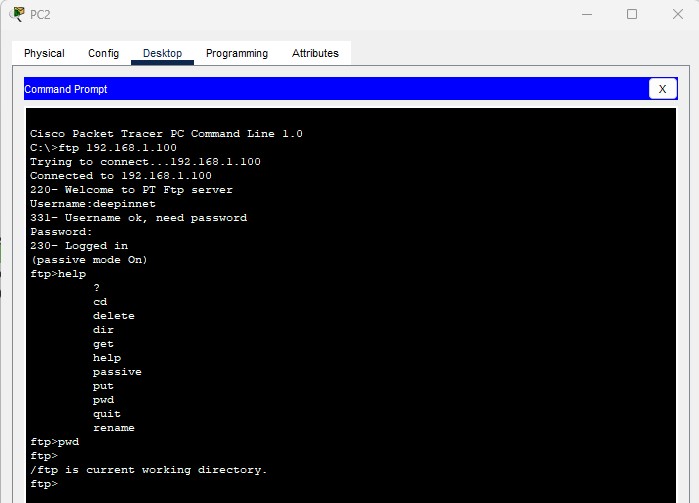 PC2
Physical Config Desktop Programming Attributes
Command Prompt
X
Cisco Packet Tracer PC Command Line 1.0
C:\>ftp 192.168.1.100
Trying to connect...192.168.1.100
Connected to 192.168.1.100
220- Welcome to PT Ftp server
Username:deepinnet
331- Username ok, need password
Password:
230- Logged in
(passive mode On)
ftp>help
?
cd
delete
dir
get
help
passive
put
pwd
quit
rename
ftp>pwd
ftp>
/ftp is current working directory.
ftp>